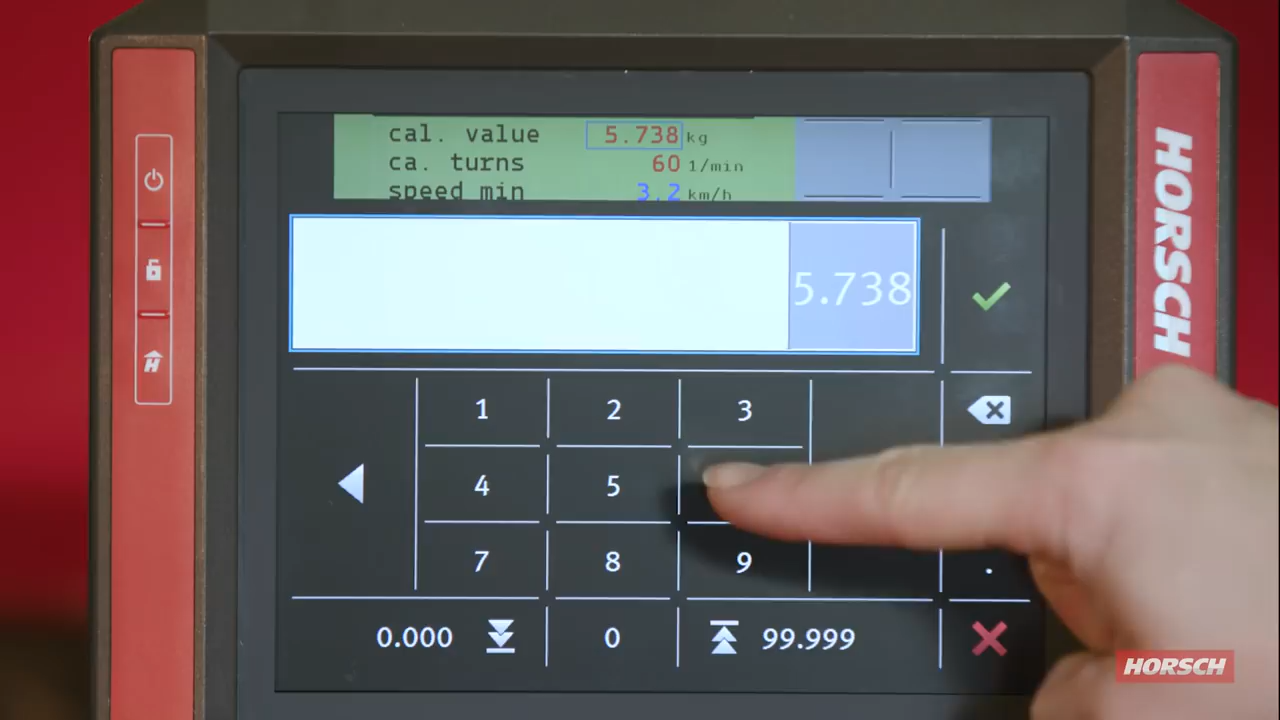 cal. value 5.738 kg
ca. turns 60 1/min
speed min 3.2 km/h
5.738
1 2 3
4 5
7 8 9 .
0.000 0 99.999
HORSCH
HORSCH